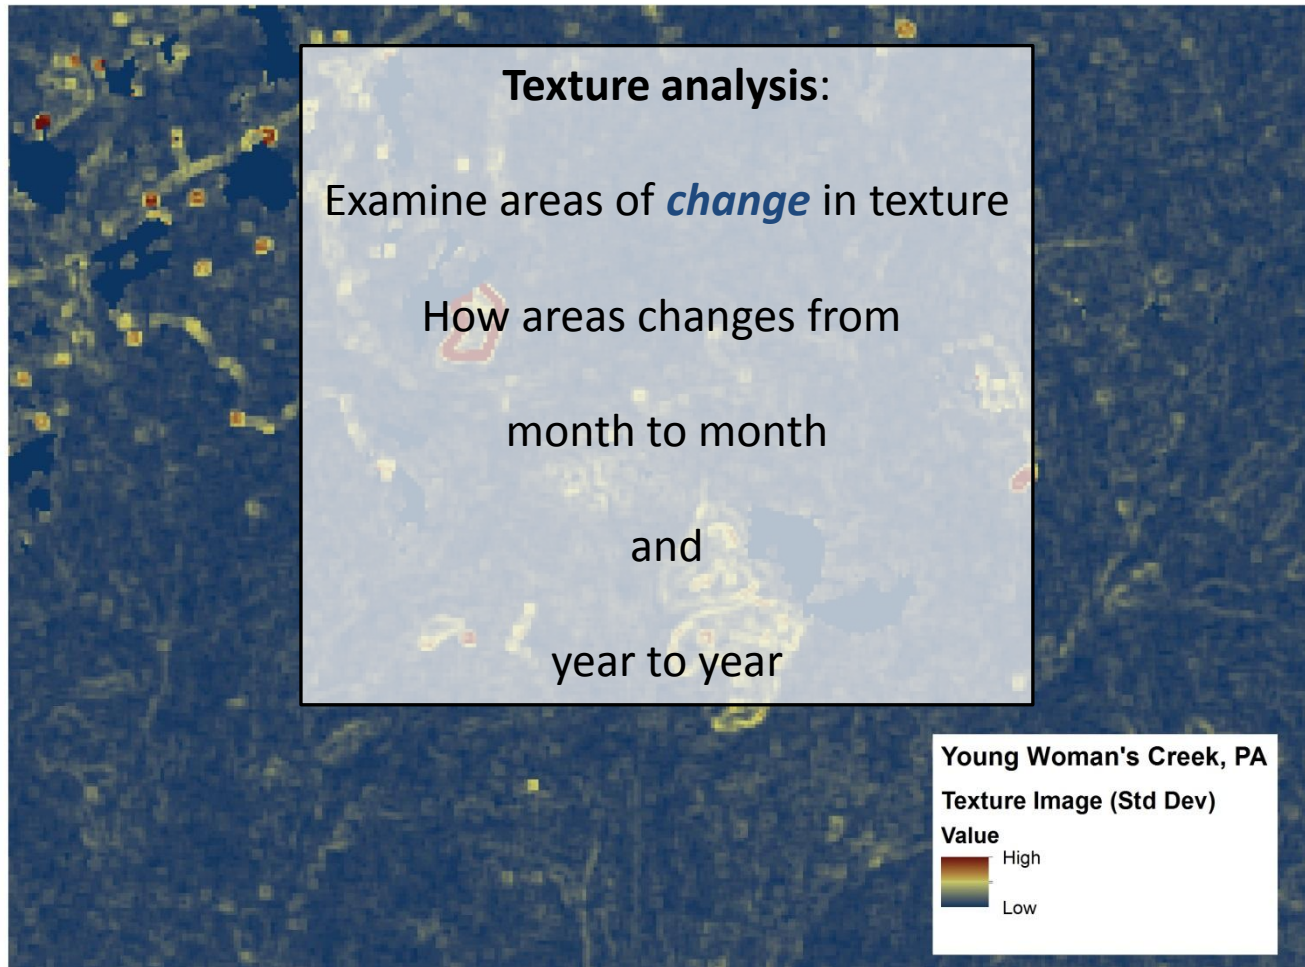 Texture analysis:
Examine areas of change in texture
How areas changes from
month to month
and
year to year
Young Woman's Creek, PA
Texture Image (Std Dev)
Value
High
Low